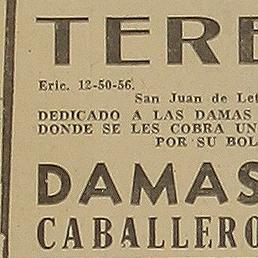 TERE
Eric. 12-50-56.
San Juan de Let
DEDICADO A LAS DAMAS
DONDE SE LES COBRA UN
POR SU BOL
DAMAS
CABALLERO